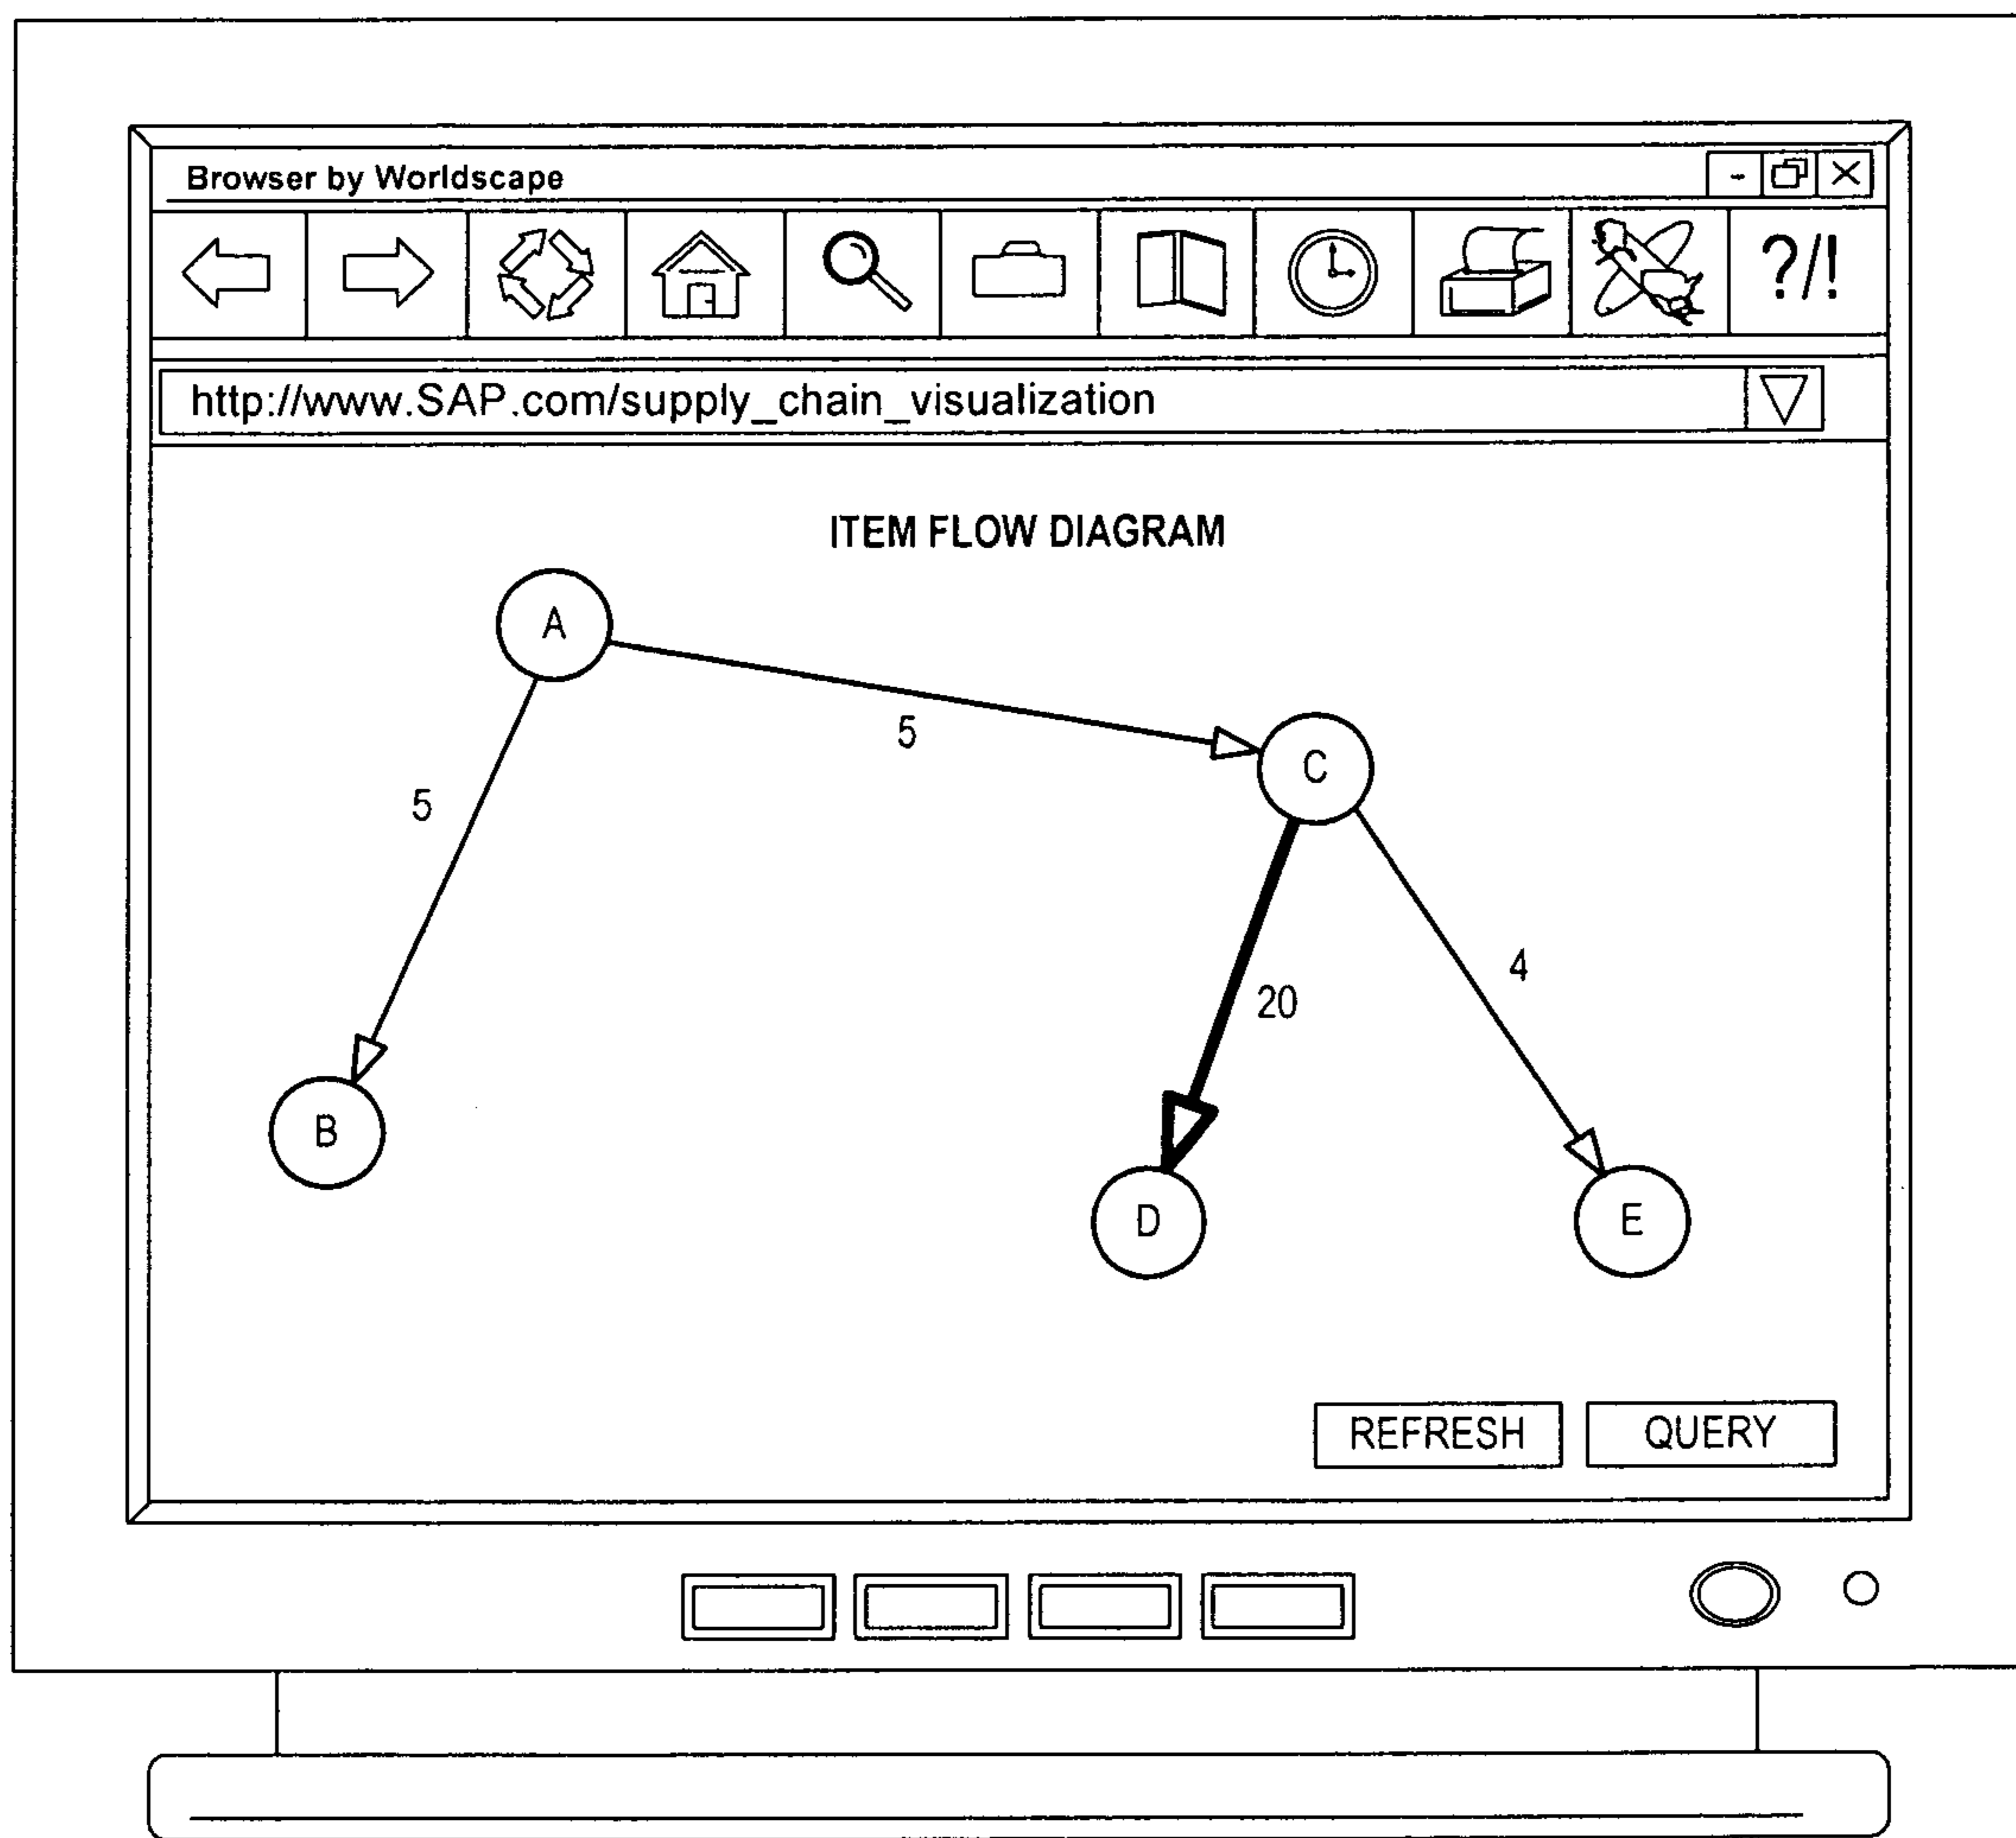 Browser by Worldscape
?/!
http://www.SAP.com/supply_chain_visualization
ITEM FLOW DIAGRAM
A
5
C
5
4
20
B
D
E
REFRESH QUERY